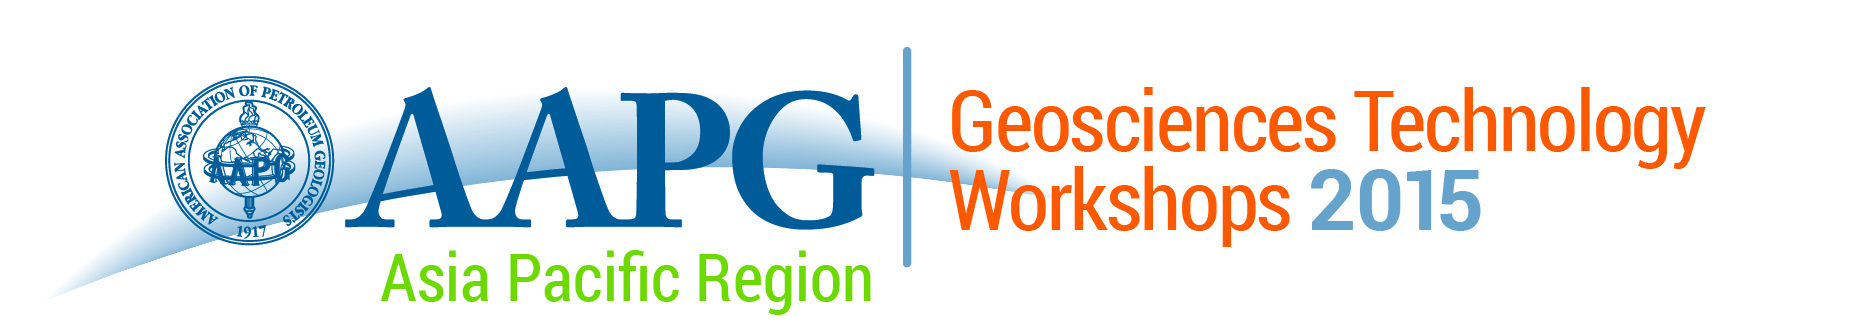 AMERICAN ASSOCIATION OF PETROLEUM GEOLOGISTS
AAPG
1917
AAPG
Asia Pacific Region
Geosciences Technology
Workshops 2015